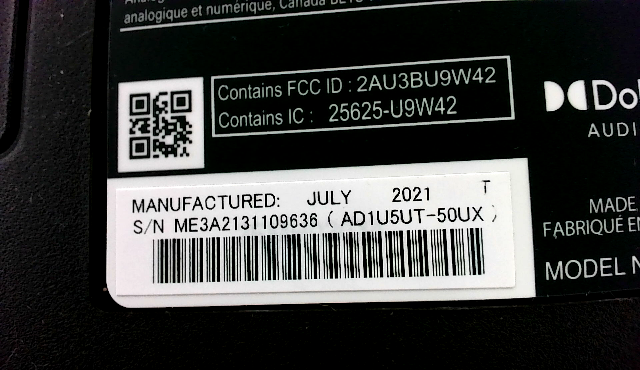 analogique et numérique, Canada
Contains FCC ID : 2AU3BU9W42
Contains IC : 25625-U9W42
AUDI
MANUFACTURED: JULY 2021 T
S/N ME3A2131109636 ( AD1U5UT-50UX )
MADE
FABRIQUÉ E
MODEL N